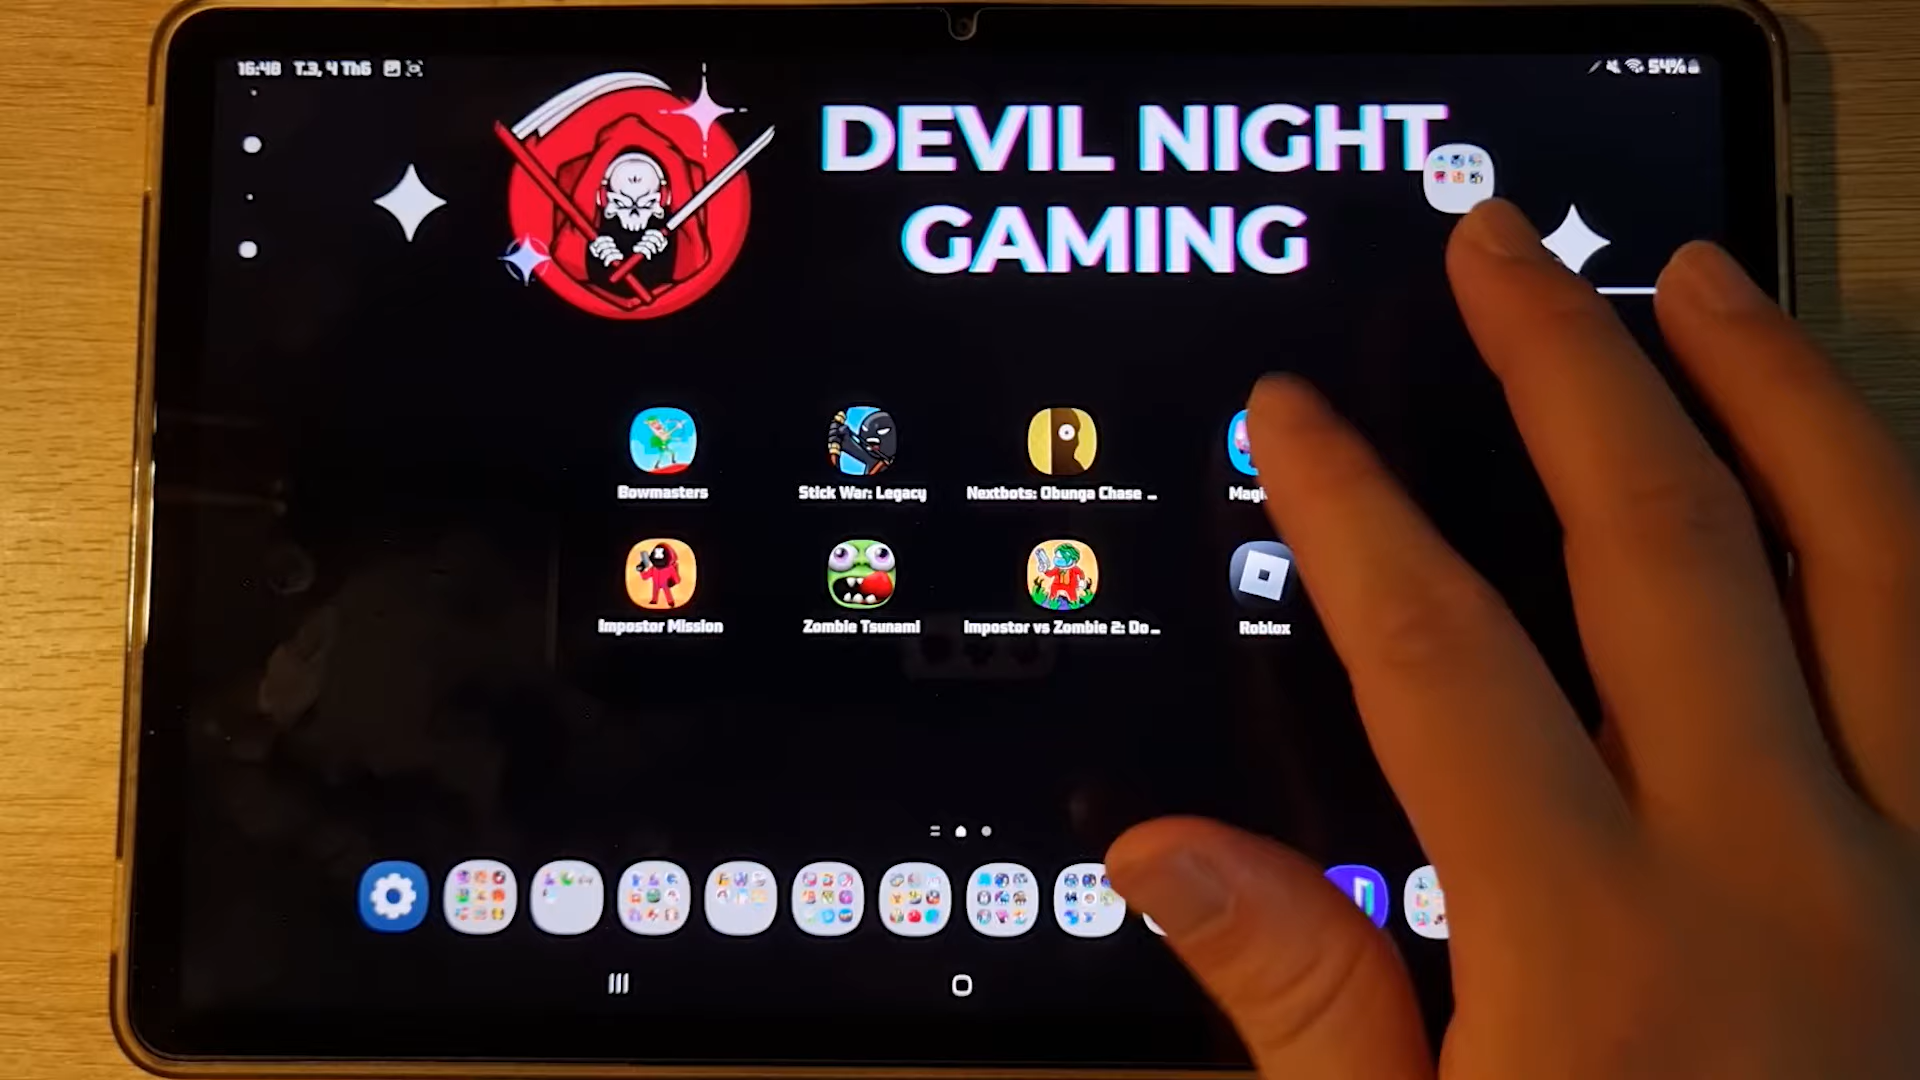 16:48 T.3, 4 Th6
54%
DEVIL NIGHT
GAMING
Bowmasters
Stick War: Legacy
Nextbots: Obunga Chase ...
Magi
Impostor Mission
Zombie Tsunami
Impostor vs Zombie 2: Do...
Roblox